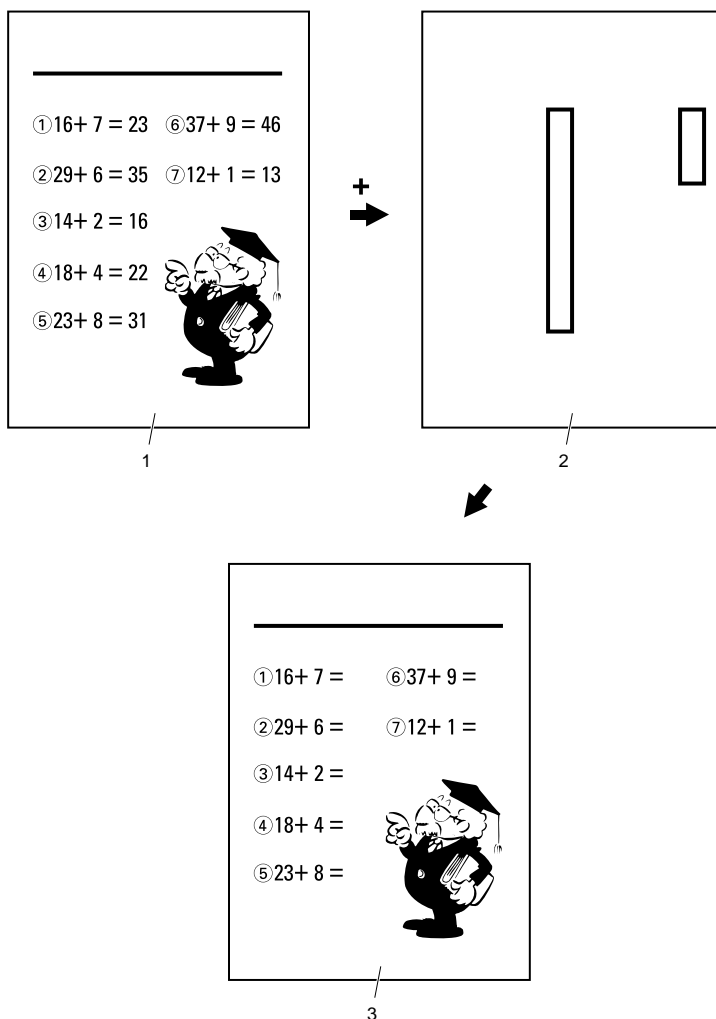 ①16+ 7 = 23 ⑥37+ 9 = 46
②29+ 6 = 35 ⑦12+ 1 = 13
③14+ 2 = 16
④18+ 4 = 22
⑤23+ 8 = 31
+
1
2
①16+ 7 = ⑥37+ 9 =
②29+ 6 = ⑦12+ 1 =
③14+ 2 =
④18+ 4 =
⑤23+ 8 =
3